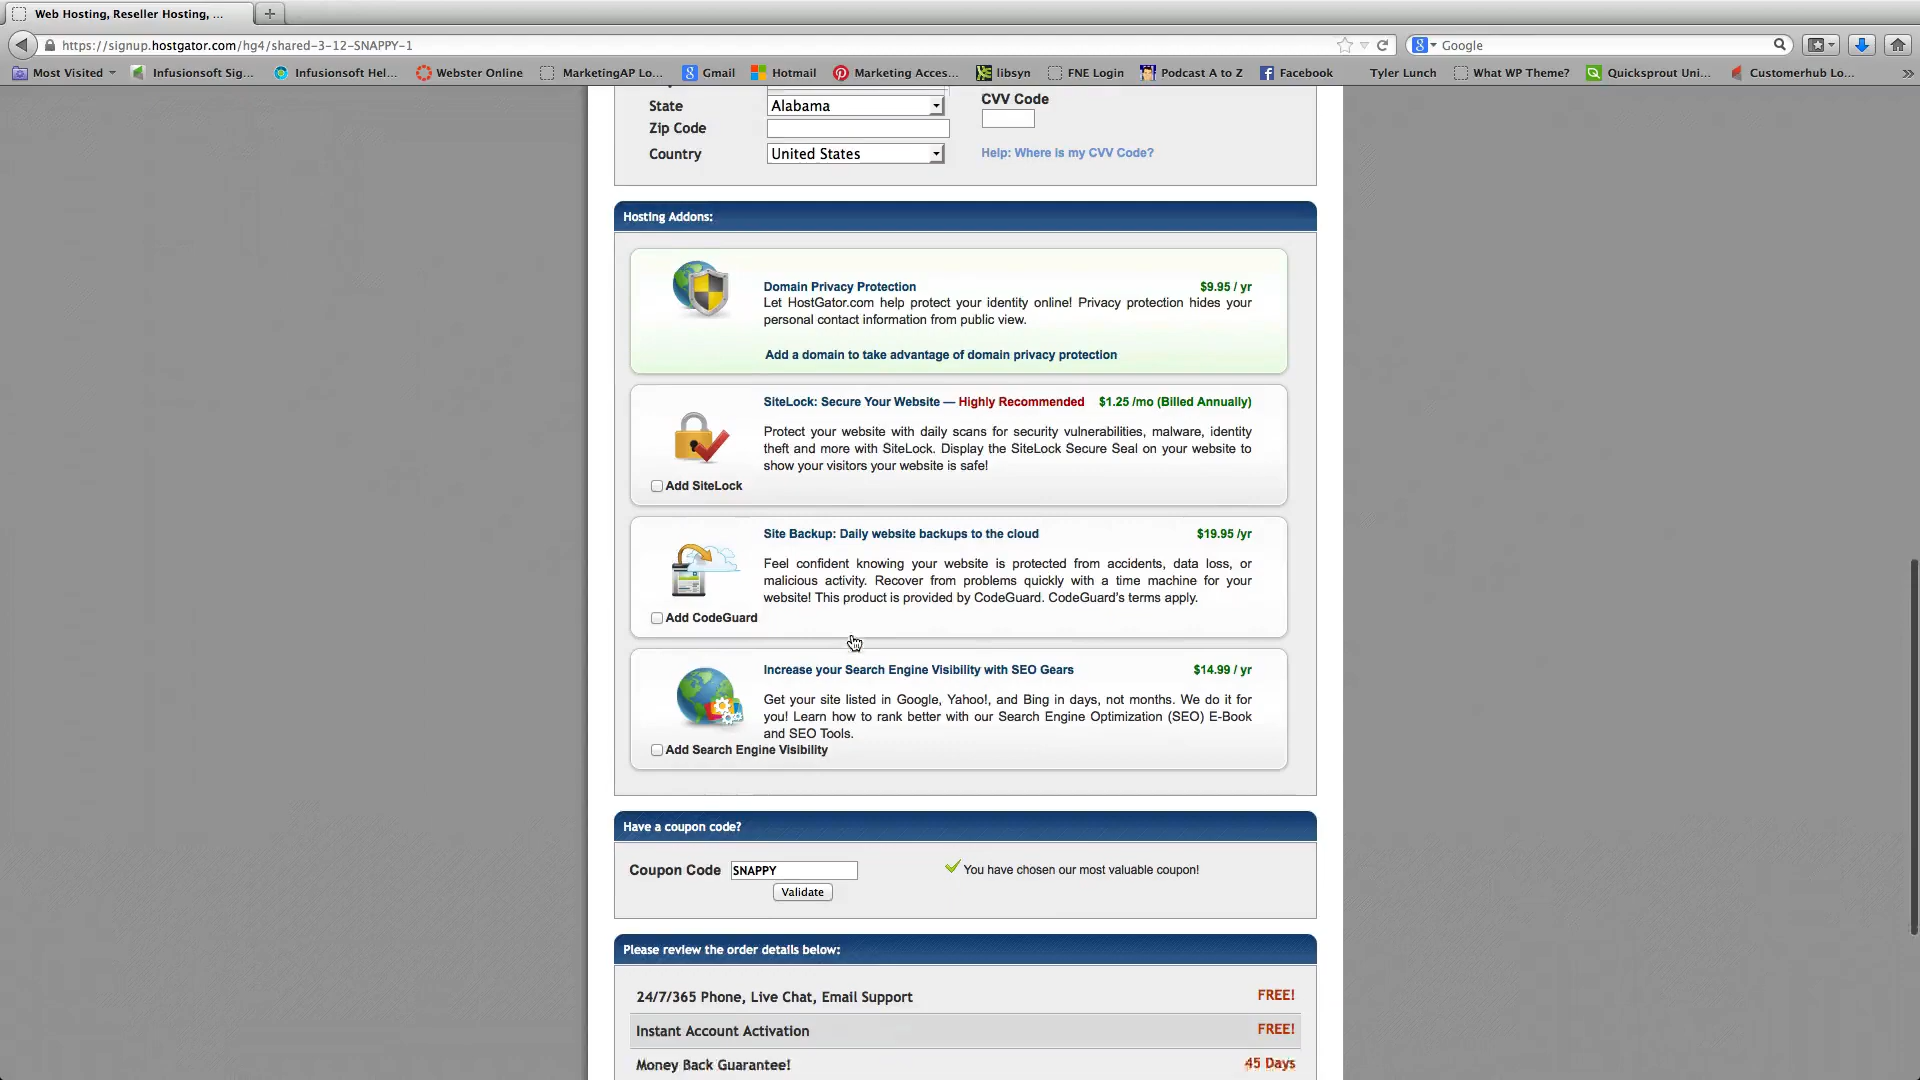 Web Hosting, Reseller Hosting, ...
https://signup.hostgator.com/hg4/shared-3-12-SNAPPY-1
Google
Most Visited
Infusionsoft Sig...
Infusionsoft Hel...
Webster Online
MarketingAP Lo...
Gmail
Hotmail
Marketing Acces...
libsyn
FNE Login
Podcast A to Z
Facebook
Tyler Lunch
What WP Theme?
Quicksprout Uni...
Customerhub Lo...
State
Alabama
CVV Code
Zip Code
Country
United States
Help: Where is my CVV Code?
Hosting Addons:
Domain Privacy Protection
$9.95 / yr
Let HostGator.com help protect your identity online! Privacy protection hides your
personal contact information from public view.
Add a domain to take advantage of domain privacy protection
SiteLock: Secure Your Website — Highly Recommended
$1.25 /mo (Billed Annually)
Protect your website with daily scans for security vulnerabilities, malware, identity
theft and more with SiteLock. Display the SiteLock Secure Seal on your website to
show your visitors your website is safe!
Add SiteLock
Site Backup: Daily website backups to the cloud
$19.95 /yr
Feel confident knowing your website is protected from accidents, data loss, or
malicious activity. Recover from problems quickly with a time machine for your
website! This product is provided by CodeGuard. CodeGuard's terms apply.
Add CodeGuard
Increase your Search Engine Visibility with SEO Gears
$14.99 / yr
Get your site listed in Google, Yahoo!, and Bing in days, not months. We do it for
you! Learn how to rank better with our Search Engine Optimization (SEO) E-Book
and SEO Tools.
Add Search Engine Visibility
Have a coupon code?
Coupon Code
SNAPPY
You have chosen our most valuable coupon!
Validate
Please review the order details below:
24/7/365 Phone, Live Chat, Email Support
FREE!
Instant Account Activation
FREE!
Money Back Guarantee!
45 Days